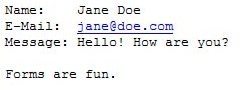 Name: Jane Doe
E-Mail: jane@doe.com
Message: Hello! How are you?
Forms are fun.